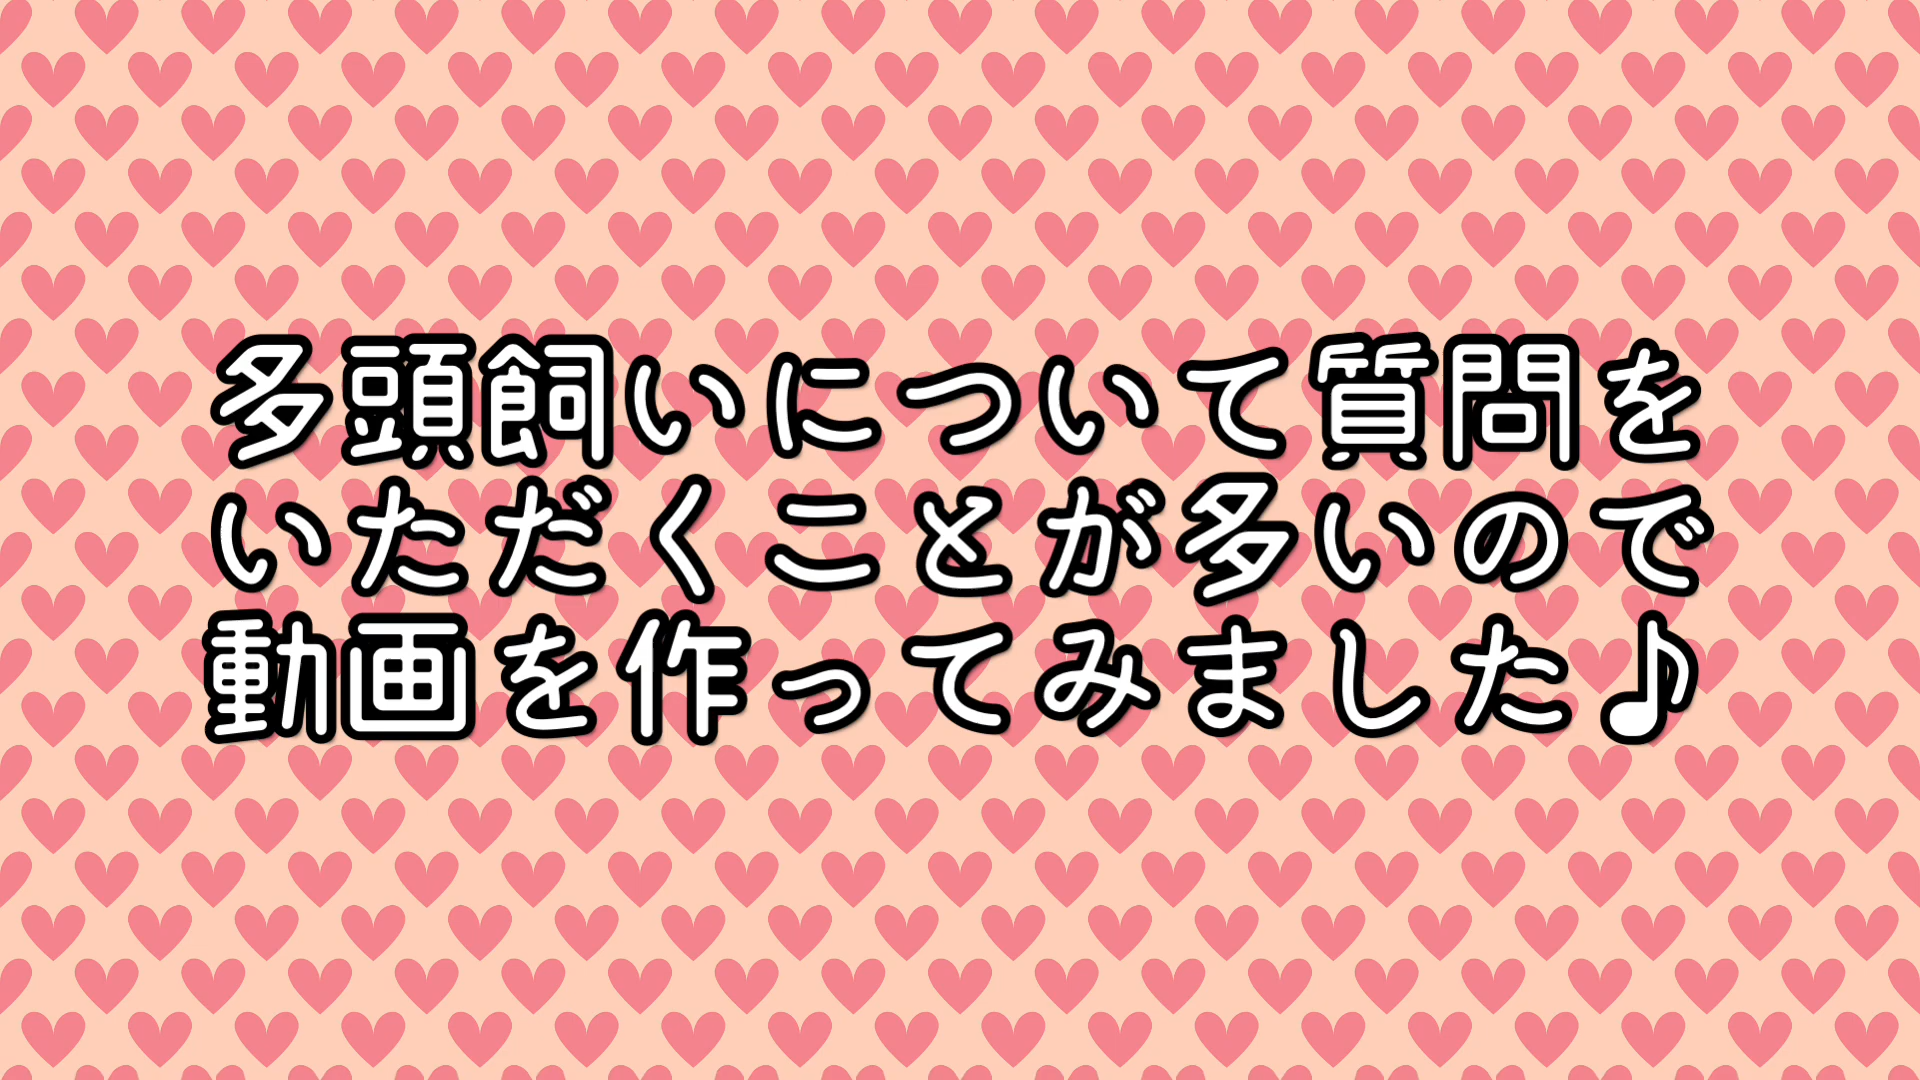 多頭飼いについて質問を
いただくことが多いので
動画を作ってみました♪